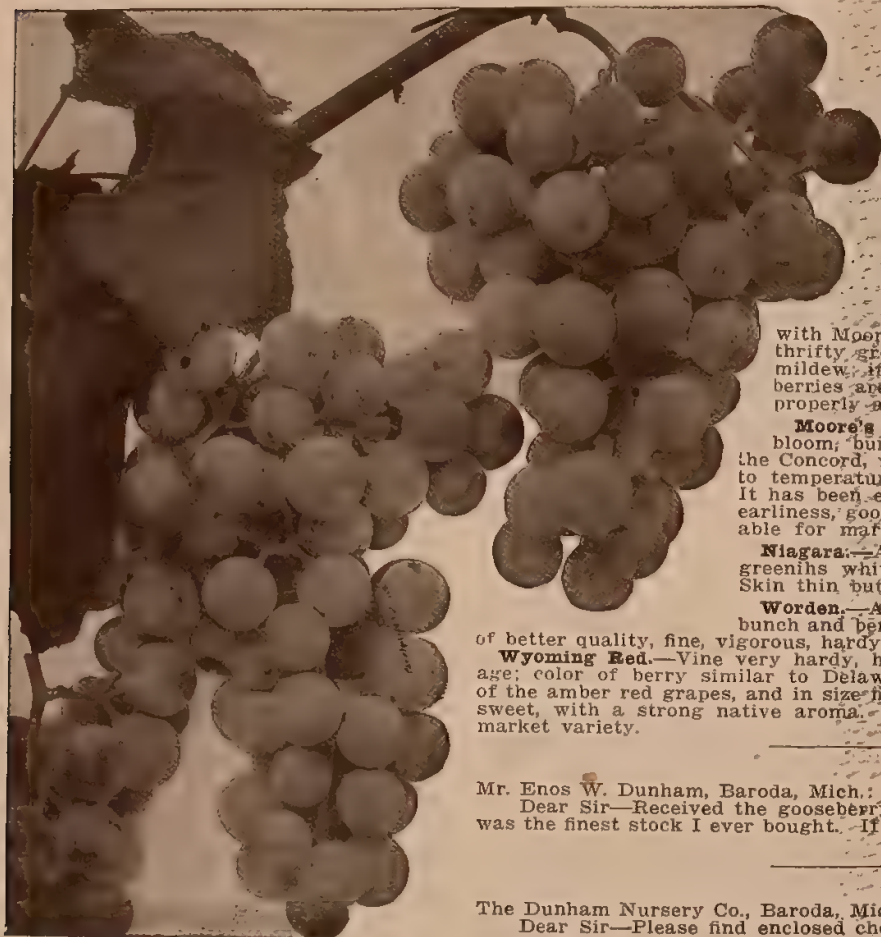 with Moor
thrifty gr
mildew; it
berries are
properly a
Moore's
bloom; bu
the Concord,
to temperatur
It has been e
earliness, goo
able for mar
Niagara.—A
greenihs whi
Skin thin but
Worden.—A
bunch and ber
of better quality, fine, vigorous, hardy
Wyoming Red.—Vine very hardy, h
age; color of berry similar to Delaw
of the amber red grapes, and in size
sweet, with a strong native aroma.
market variety.
Mr. Enos W. Dunham, Baroda, Mich.:
Dear Sir—Received the gooseberry
was the finest stock I ever bought. If
The Dunham Nursery Co., Baroda, Mic
Dear Sir—Please find enclosed che